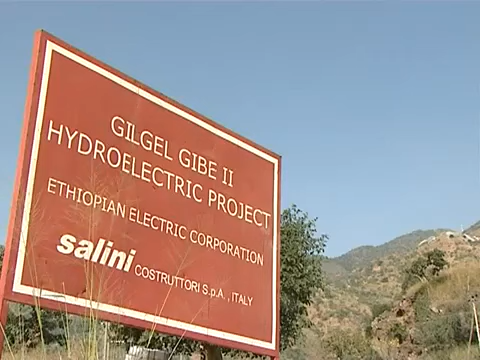 GILGEL GIBE II
HYDROELECTRIC PROJECT
ETHIOPIAN ELECTRIC CORPORATION
salini COSTRUTTORI S.p.A., ITALY